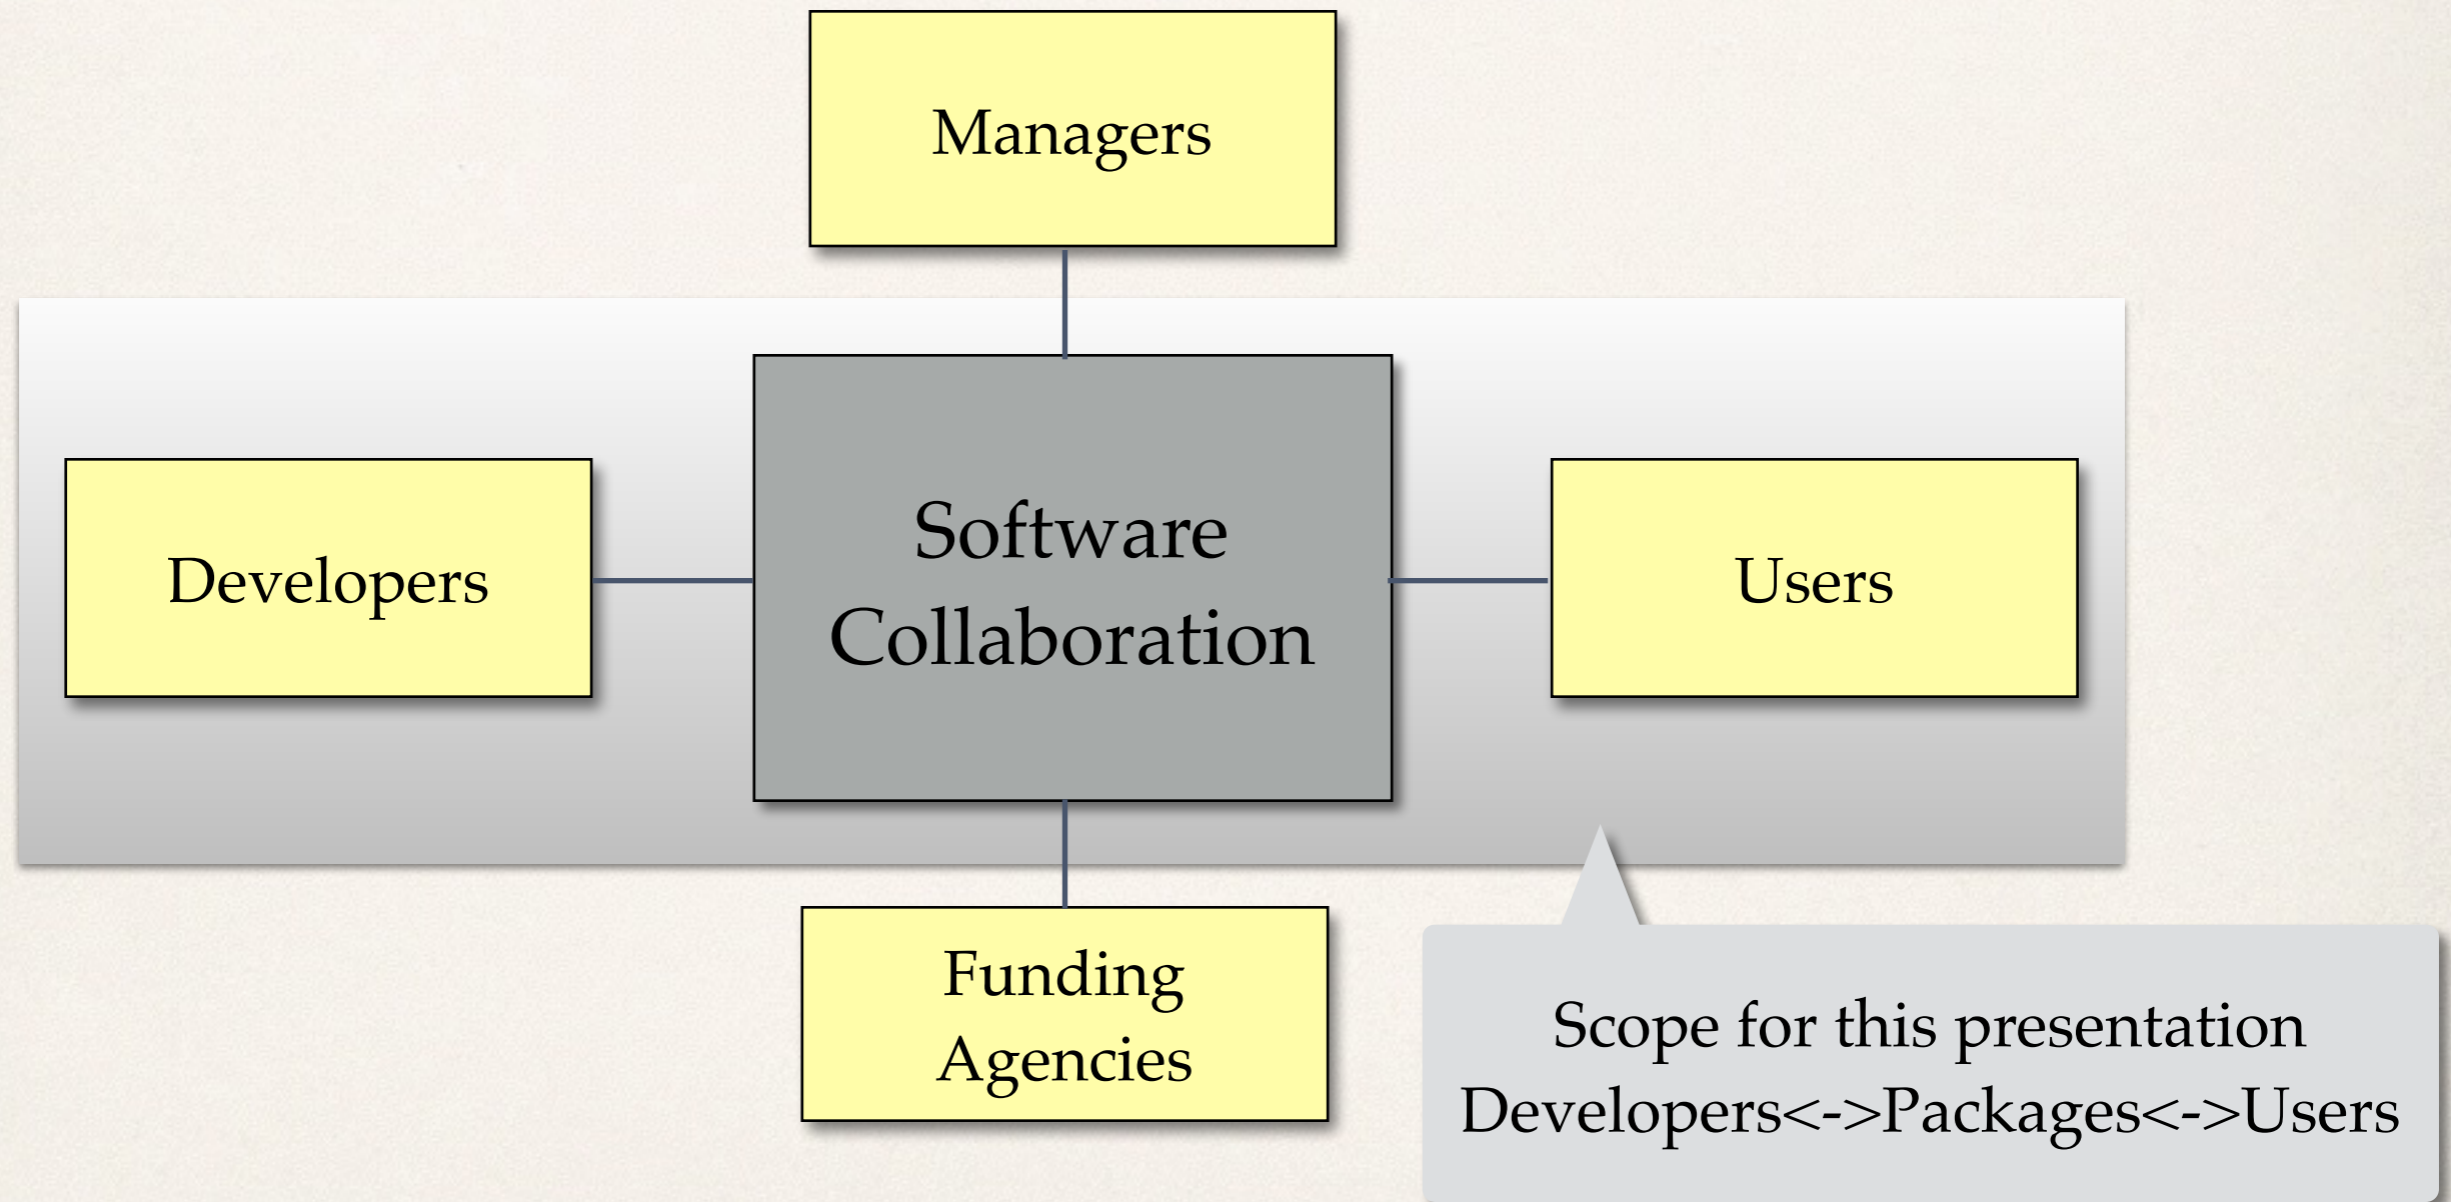 Managers
Developers
Software
Collaboration
Users
Funding
Agencies
Scope for this presentation
Developers<->Packages<->Users